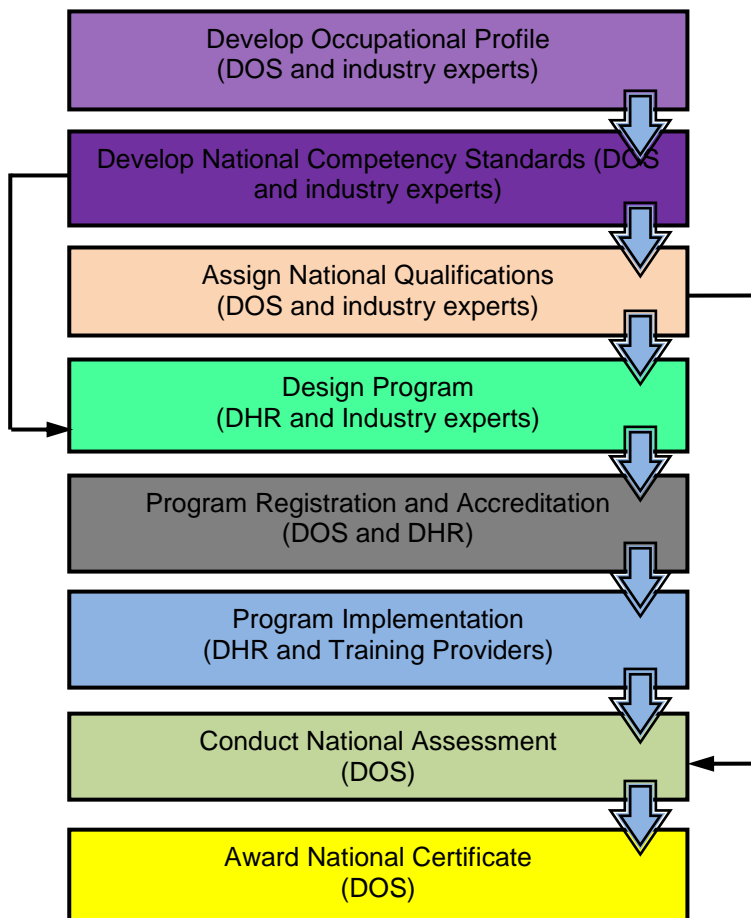 Develop Occupational Profile
(DOS and industry experts)
Develop National Competency Standards (DOS
and industry experts)
Assign National Qualifications
(DOS and industry experts)
Design Program
(DHR and Industry experts)
Program Registration and Accreditation
(DOS and DHR)
Program Implementation
(DHR and Training Providers)
Conduct National Assessment
(DOS)
Award National Certificate
(DOS)